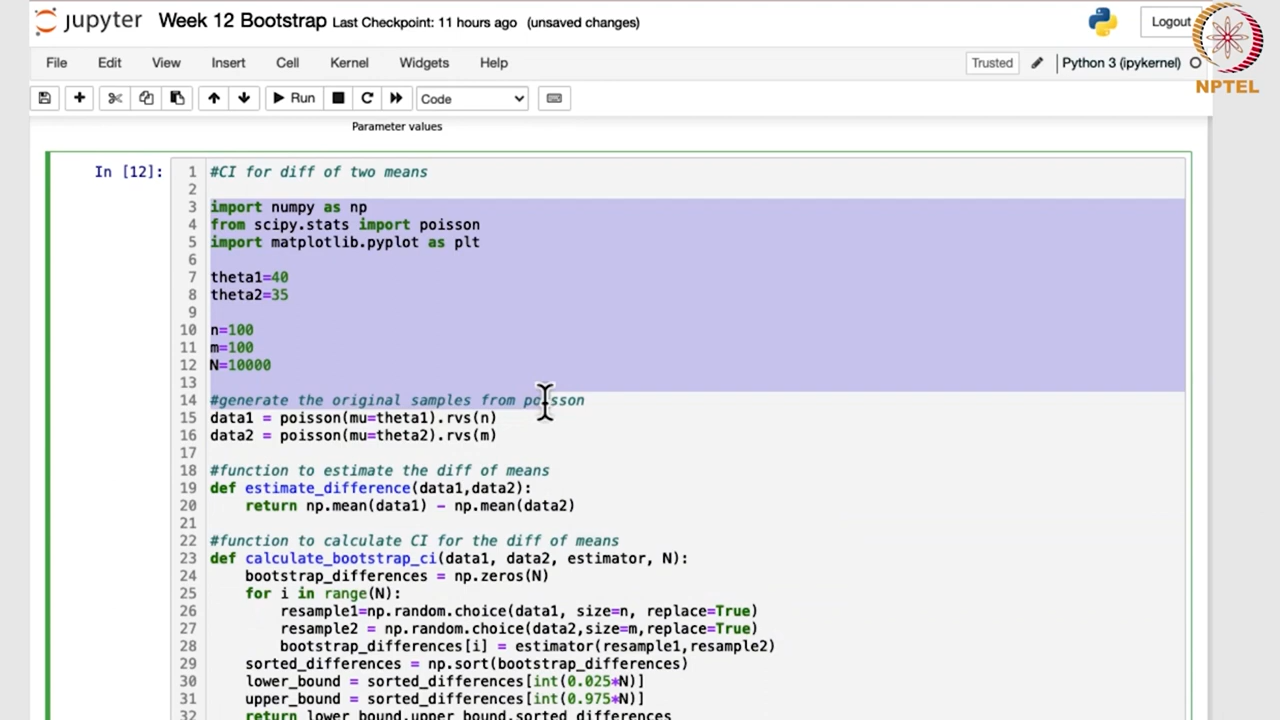 jupyter Week 12 Bootstrap Last Checkpoint: 11 hours ago (unsaved changes) Logout
NPTEL
File Edit View Insert Cell Kernel Widgets Help Trusted Python 3 (ipykernel)
Run Code
Parameter values
In [12]:
1 #CI for diff of two means
2
3 import numpy as np
4 from scipy.stats import poisson
5 import matplotlib.pyplot as plt
6
7 theta1=40
8 theta2=35
9
10 n=100
11 m=100
12 N=10000
13
14 #generate the original samples from poisson
15 data1 = poisson(mu=theta1).rvs(n)
16 data2 = poisson(mu=theta2).rvs(m)
17
18 #function to estimate the diff of means
19 def estimate_difference(data1,data2):
20 return np.mean(data1) - np.mean(data2)
21
22 #function to calculate CI for the diff of means
23 def calculate_bootstrap_ci(data1, data2, estimator, N):
24 bootstrap_differences = np.zeros(N)
25 for i in range(N):
26 resample1=np.random.choice(data1, size=n, replace=True)
27 resample2 = np.random.choice(data2,size=m,replace=True)
28 bootstrap_differences[i] = estimator(resample1,resample2)
29 sorted_differences = np.sort(bootstrap_differences)
30 lower_bound = sorted_differences[int(0.025*N)]
31 upper_bound = sorted_differences[int(0.975*N)]
32 return lower_bound,upper_bound,sorted_differences